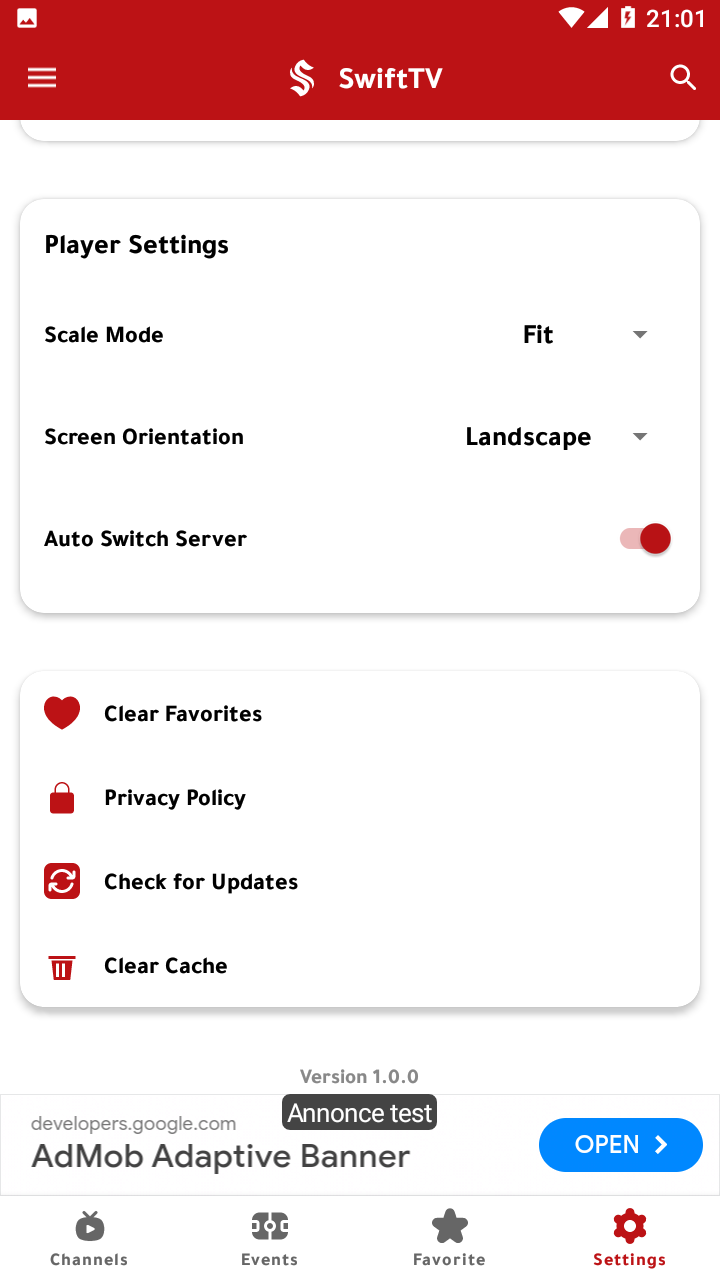 21:01
SwiftTV
Player Settings
Scale Mode Fit
Screen Orientation Landscape
Auto Switch Server
Clear Favorites
Privacy Policy
Check for Updates
Clear Cache
Version 1.0.0
Annonce test
developers.google.com
AdMob Adaptive Banner
OPEN
Channels Events Favorite Settings